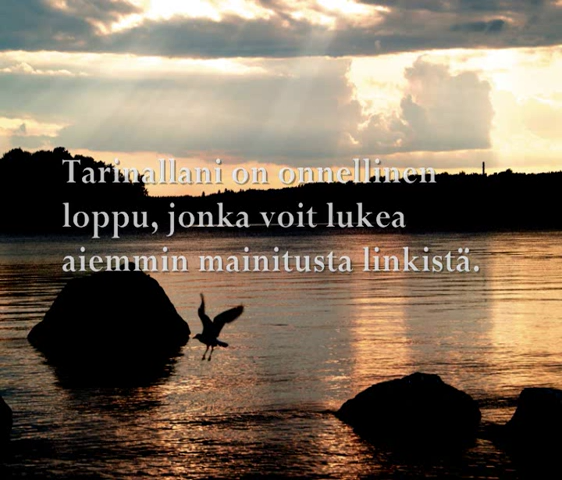 Tarinallani on onnellinen
loppu, jonka voit lukea
aiemmin mainitusta linkistä.